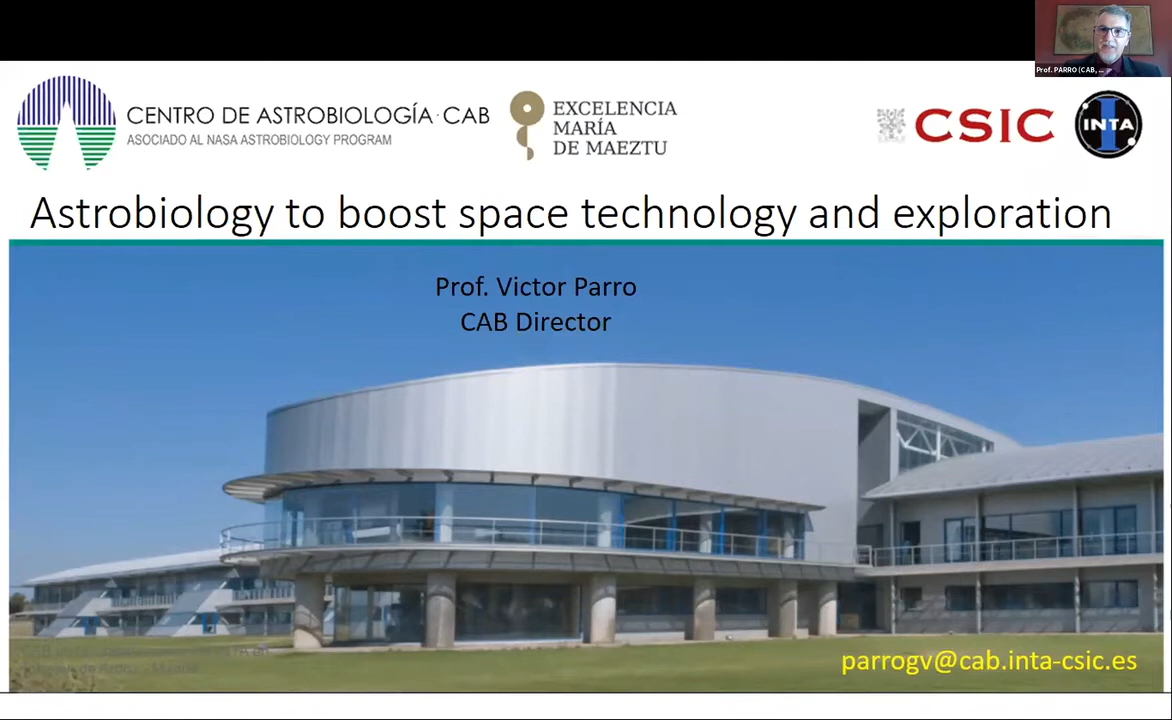 Prof. PARRO (CAB, ...
CENTRO DE ASTROBIOLOGÍA · CAB
ASOCIADO AL NASA ASTROBIOLOGY PROGRAM
EXCELENCIA
MARÍA
DE MAEZTU
CSIC
INTA
Astrobiology to boost space technology and exploration
Prof. Victor Parro
CAB Director
parrogv@cab.inta-csic.es